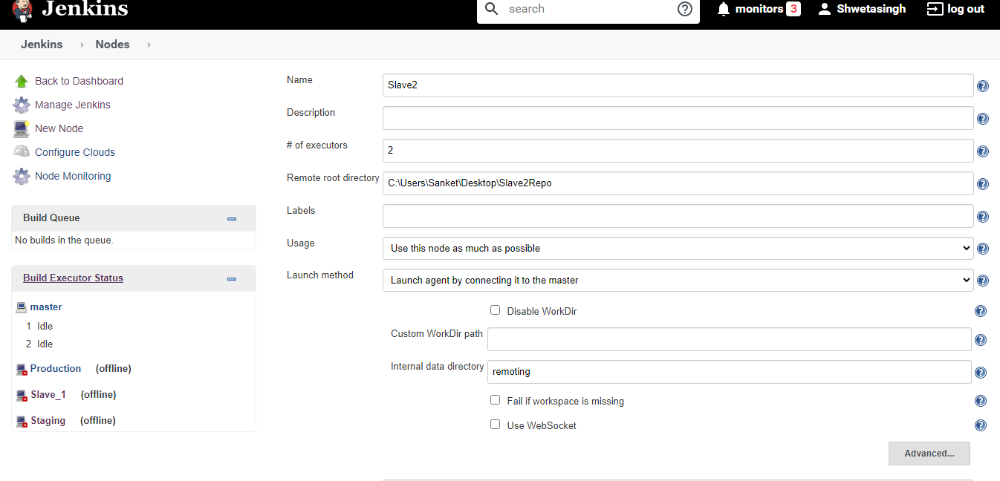 Jenkins
search
monitors 3
Shwetasingh
log out
Jenkins
Nodes
Back to Dashboard
Manage Jenkins
New Node
Configure Clouds
Node Monitoring
Build Queue
No builds in the queue.
Build Executor Status
master
1 Idle
2 Idle
Production (offline)
Slave_1 (offline)
Staging (offline)
Name Slave2
Description
# of executors 2
Remote root directory C:\Users\Sanket\Desktop\Slave2Repo
Labels
Usage Use this node as much as possible
Launch method Launch agent by connecting it to the master
Disable WorkDir
Custom WorkDir path
Internal data directory remoting
Fail if workspace is missing
Use WebSocket
Advanced...